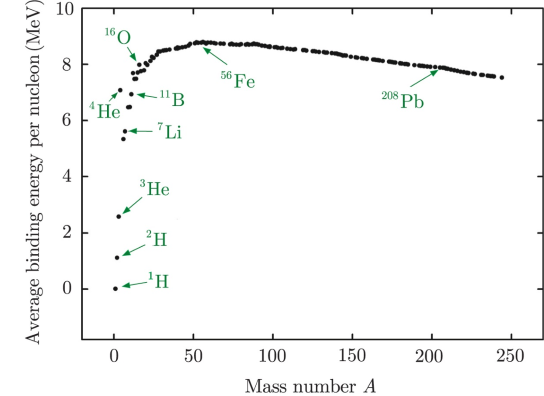 Average binding energy per nucleon (MeV)
10
8
6
4
2
0
¹⁶O
⁵⁶Fe
⁴He
¹¹B
²⁰⁸Pb
⁷Li
³He
²H
¹H
0 50 100 150 200 250
Mass number A